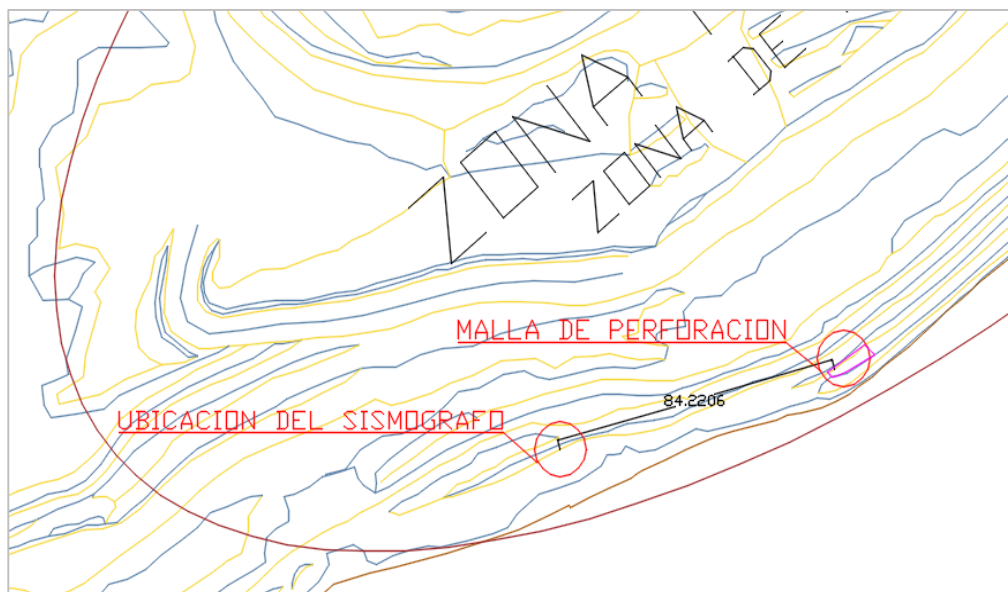 ZONA
ZONA DE
MALLA DE PERFORACION
84.2206
UBICACION DEL SISMOGRAFO